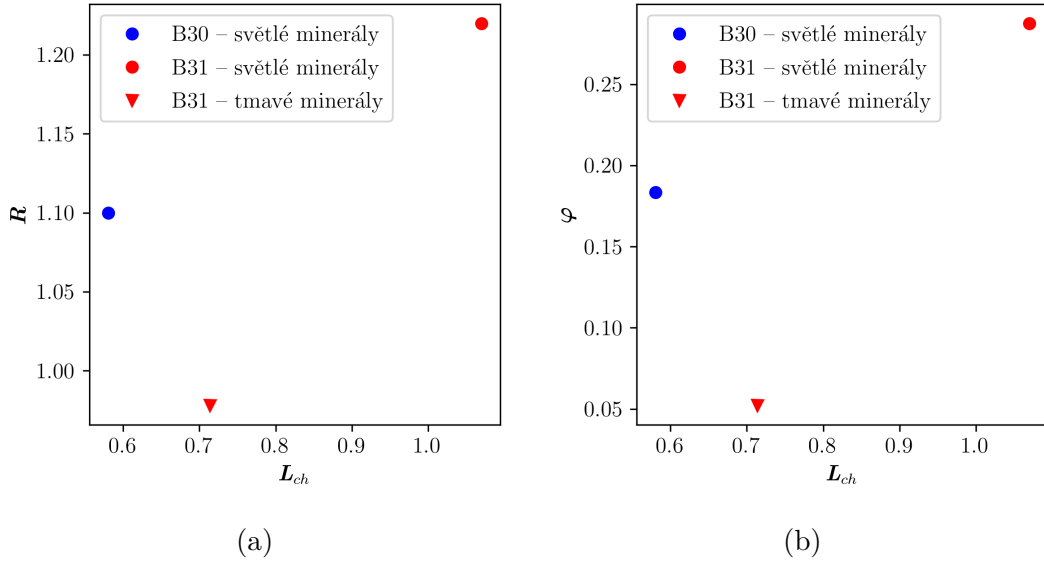 B30 – světlé minerály
B31 – světlé minerály
B31 – tmavé minerály
1.20
1.15
1.10
1.05
1.00
R
0.6 0.7 0.8 0.9 1.0
L_ch
(a)
B30 – světlé minerály
B31 – světlé minerály
B31 – tmavé minerály
0.25
0.20
0.15
0.10
0.05
φ
0.6 0.7 0.8 0.9 1.0
L_ch
(b)